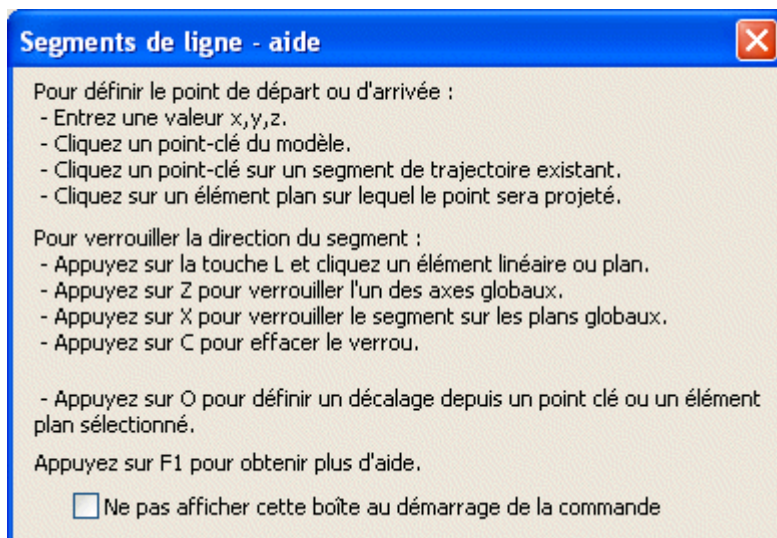 Segments de ligne - aide
Pour définir le point de départ ou d'arrivée :
- Entrez une valeur x,y,z.
- Cliquez un point-clé du modèle.
- Cliquez un point-clé sur un segment de trajectoire existant.
- Cliquez sur un élément plan sur lequel le point sera projeté.
Pour verrouiller la direction du segment :
- Appuyez sur la touche L et cliquez un élément linéaire ou plan.
- Appuyez sur Z pour verrouiller l'un des axes globaux.
- Appuyez sur X pour verrouiller le segment sur les plans globaux.
- Appuyez sur C pour effacer le verrou.
- Appuyez sur O pour définir un décalage depuis un point clé ou un élément
plan sélectionné.
Appuyez sur F1 pour obtenir plus d'aide.
Ne pas afficher cette boîte au démarrage de la commande